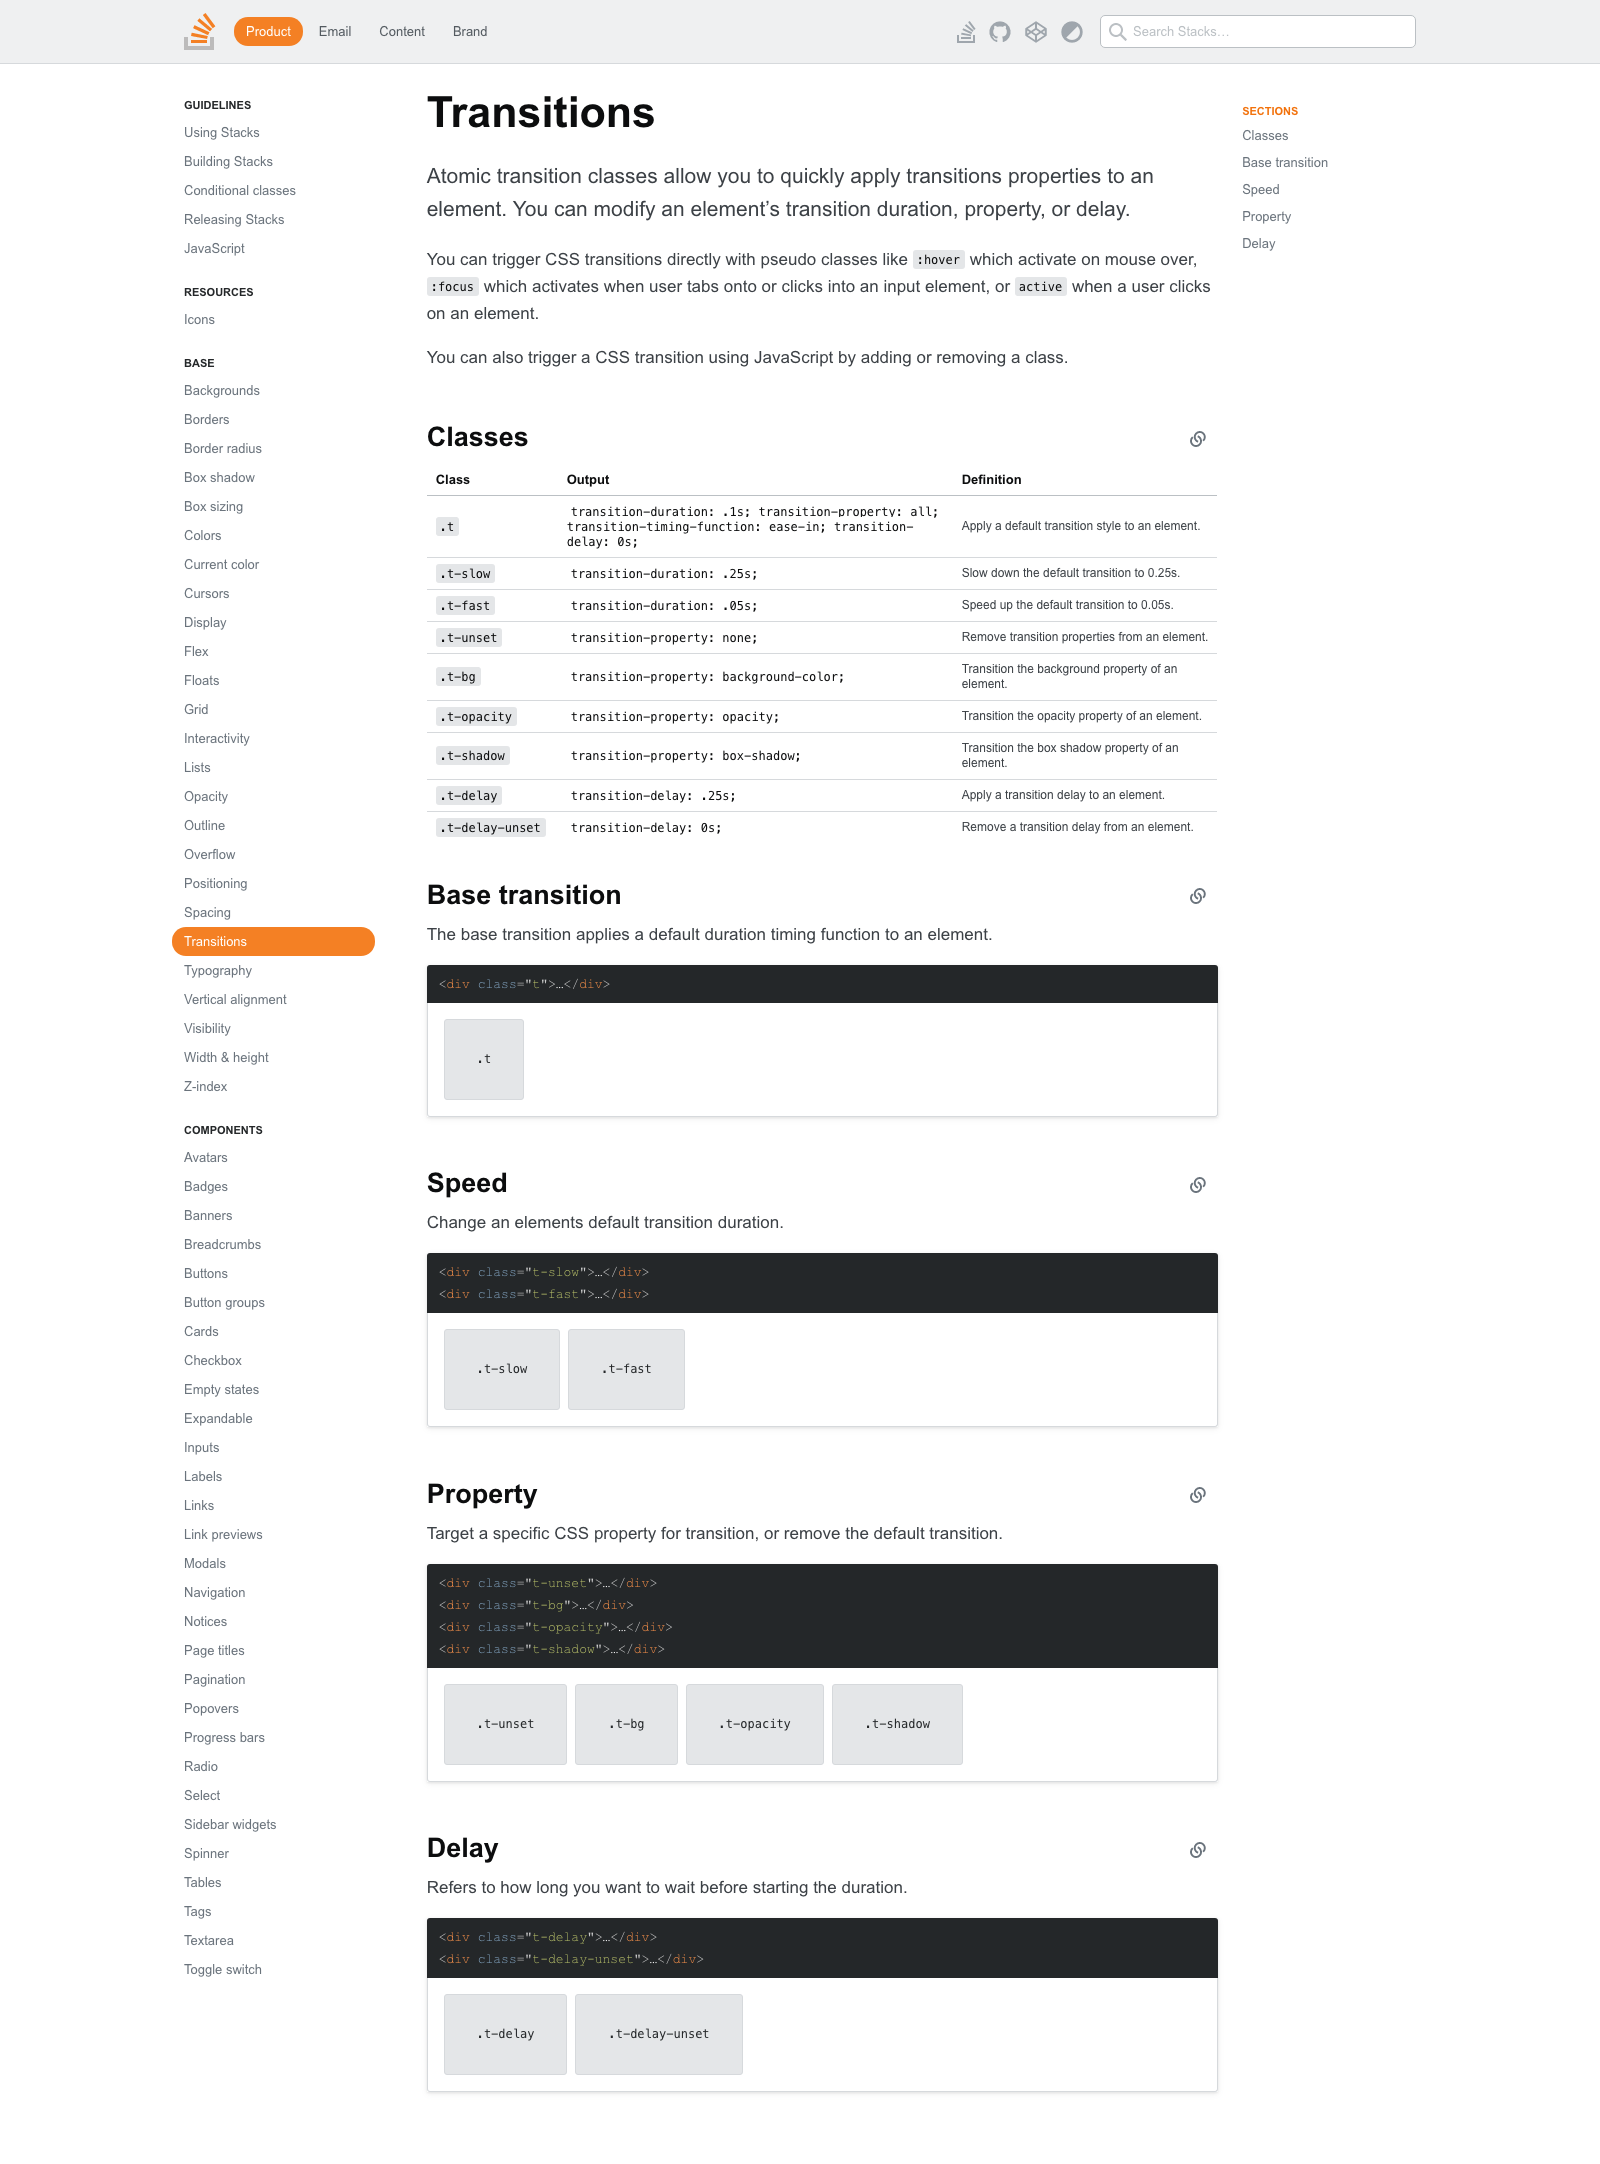 Product
Email
Content
Brand
Search Stacks…
GUIDELINES
Using Stacks
Building Stacks
Conditional classes
Releasing Stacks
JavaScript
RESOURCES
Icons
BASE
Backgrounds
Borders
Border radius
Box shadow
Box sizing
Colors
Current color
Cursors
Display
Flex
Floats
Grid
Interactivity
Lists
Opacity
Outline
Overflow
Positioning
Spacing
Transitions
Typography
Vertical alignment
Visibility
Width & height
Z-index
COMPONENTS
Avatars
Badges
Banners
Breadcrumbs
Buttons
Button groups
Cards
Checkbox
Empty states
Expandable
Inputs
Labels
Links
Link previews
Modals
Navigation
Notices
Page titles
Pagination
Popovers
Progress bars
Radio
Select
Sidebar widgets
Spinner
Tables
Tags
Textarea
Toggle switch
Transitions
Atomic transition classes allow you to quickly apply transitions properties to an
element. You can modify an element’s transition duration, property, or delay.
You can trigger CSS transitions directly with pseudo classes like :hover which activate on mouse over,
:focus which activates when user tabs onto or clicks into an input element, or active when a user clicks
on an element.
You can also trigger a CSS transition using JavaScript by adding or removing a class.
Classes
Class Output Definition
.t
transition-duration: .1s; transition-property: all;
transition-timing-function: ease-in; transition-
delay: 0s;
Apply a default transition style to an element.
.t-slow transition-duration: .25s; Slow down the default transition to 0.25s.
.t-fast transition-duration: .05s; Speed up the default transition to 0.05s.
.t-unset transition-property: none; Remove transition properties from an element.
.t-bg transition-property: background-color; Transition the background property of an
element.
.t-opacity transition-property: opacity; Transition the opacity property of an element.
.t-shadow transition-property: box-shadow; Transition the box shadow property of an
element.
.t-delay transition-delay: .25s; Apply a transition delay to an element.
.t-delay-unset transition-delay: 0s; Remove a transition delay from an element.
Base transition
The base transition applies a default duration timing function to an element.
<div class="t">…</div>
.t
Speed
Change an elements default transition duration.
<div class="t-slow">…</div>
<div class="t-fast">…</div>
.t-slow .t-fast
Property
Target a specific CSS property for transition, or remove the default transition.
<div class="t-unset">…</div>
<div class="t-bg">…</div>
<div class="t-opacity">…</div>
<div class="t-shadow">…</div>
.t-unset .t-bg .t-opacity .t-shadow
Delay
Refers to how long you want to wait before starting the duration.
<div class="t-delay">…</div>
<div class="t-delay-unset">…</div>
.t-delay .t-delay-unset
SECTIONS
Classes
Base transition
Speed
Property
Delay